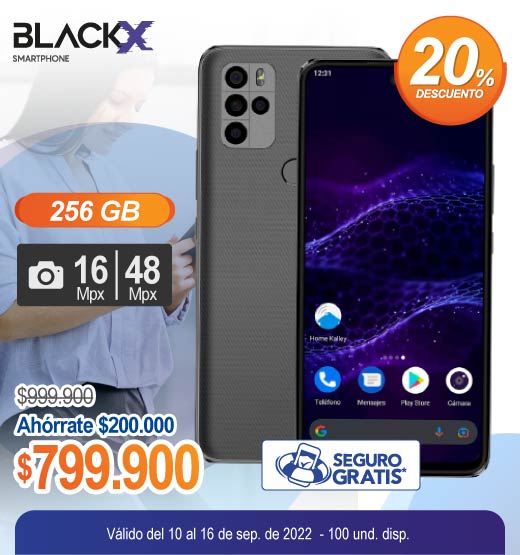 BLACKX
SMARTPHONE
20%
DESCUENTO
12:31
256 GB
16 Mpx | 48 Mpx
Home Kalley
Teléfono Mensajes Play Store Cámara
G
$999.900
Ahórrate $200.000
$799.900
SEGURO
GRATIS*
Válido del 10 al 16 de sep. de 2022 - 100 und. disp.